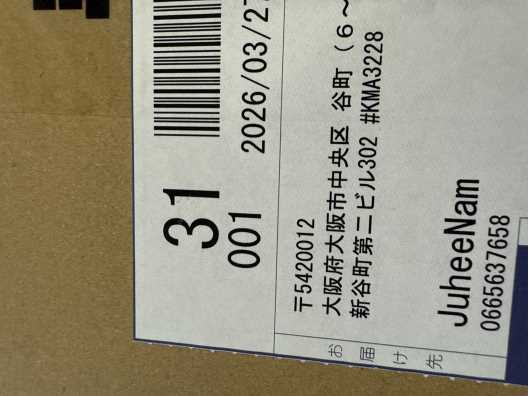 31
001
2026/03/27
〒5420012
大阪府大阪市中央区 谷町（６～
新谷町第二ビル302 #KMA3228
JuheeNam
0665637658
お届け先